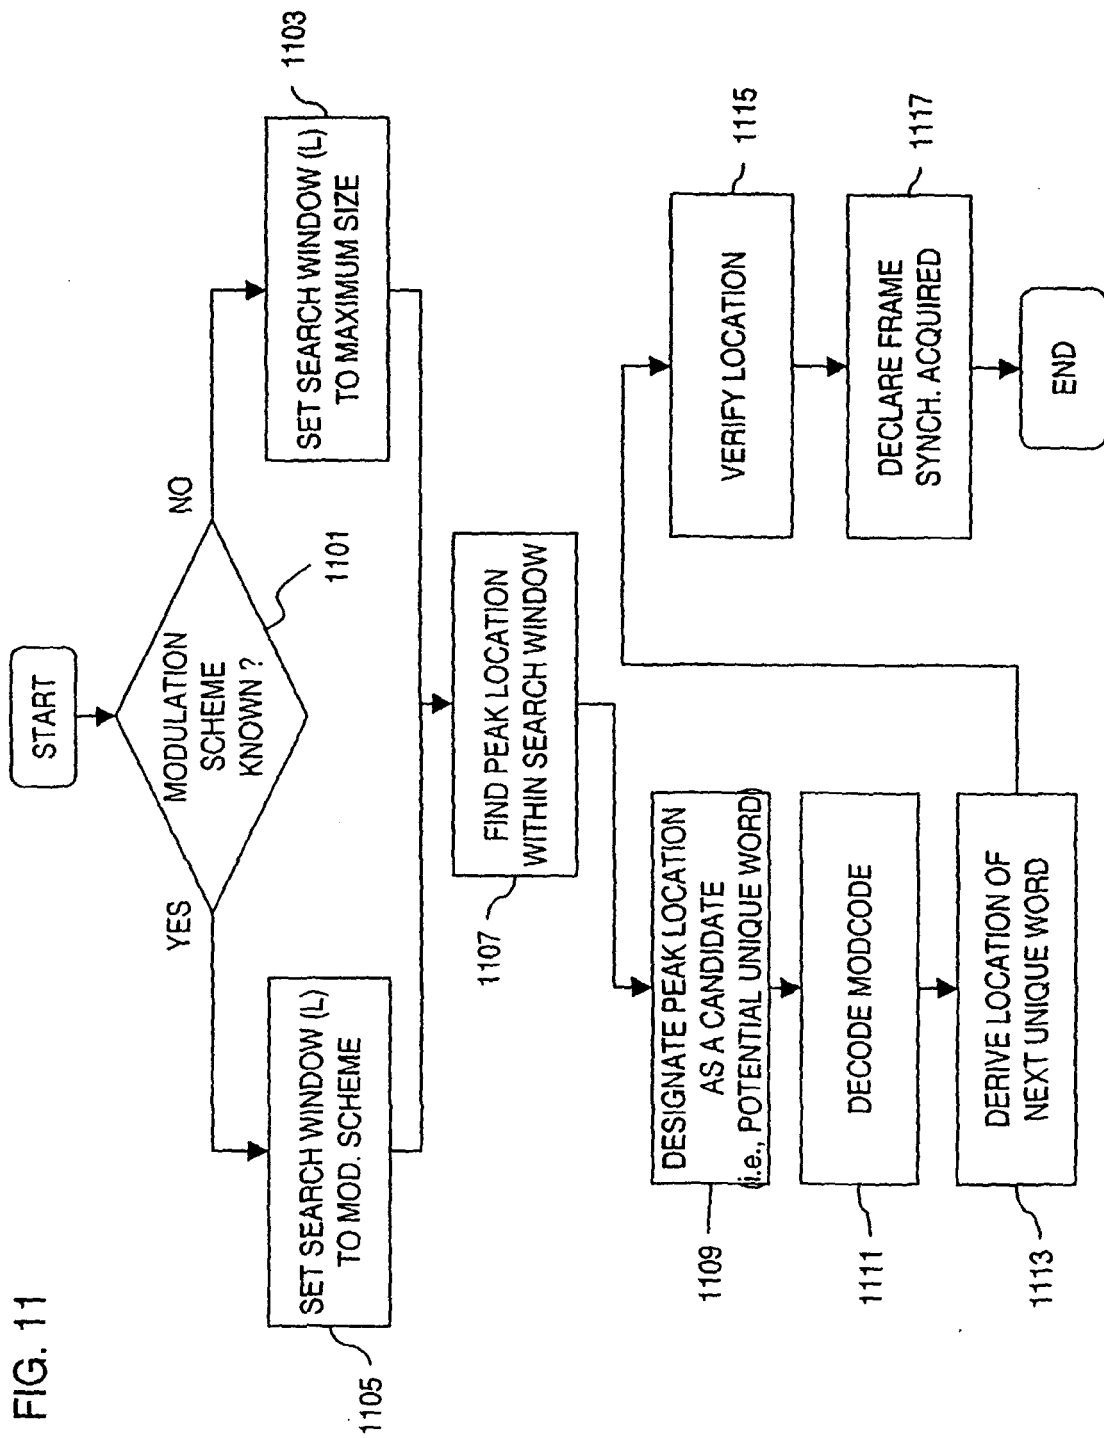 FIG. 11
START
MODULATION
SCHEME
KNOWN ?
1101
YES
NO
SET SEARCH WINDOW (L)
TO MOD. SCHEME
1105
SET SEARCH WINDOW (L)
TO MAXIMUM SIZE
1103
FIND PEAK LOCATION
WITHIN SEARCH WINDOW
1107
DESIGNATE PEAK LOCATION
AS A CANDIDATE
(i.e., POTENTIAL UNIQUE WORD)
1109
DECODE MODCODE
1111
DERIVE LOCATION OF
NEXT UNIQUE WORD
1113
VERIFY LOCATION
1115
DECLARE FRAME
SYNCH. ACQUIRED
1117
END